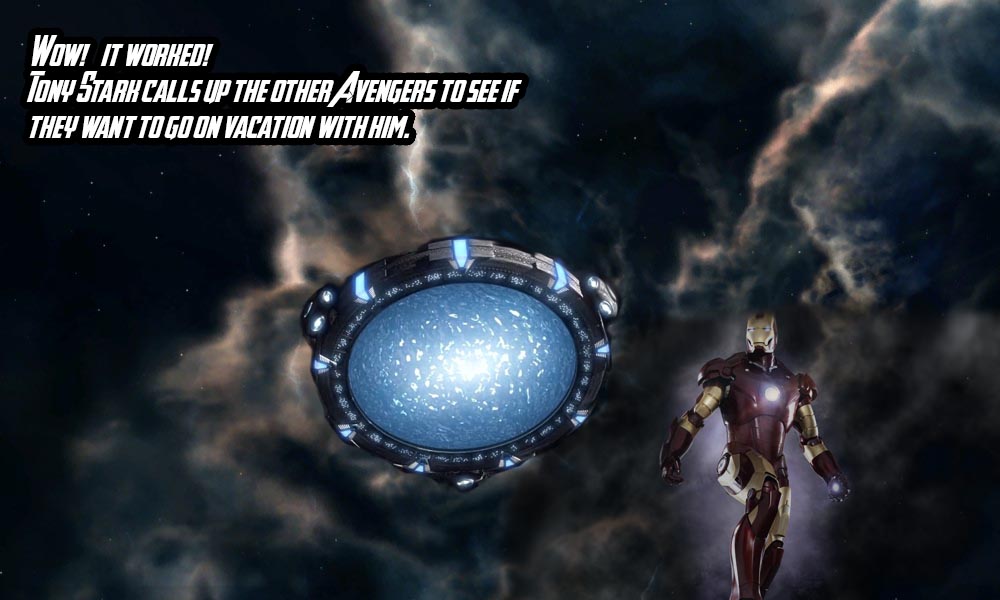 Wow! it worked!
Tony Stark calls up the other Avengers to see if
they want to go on vacation with him.